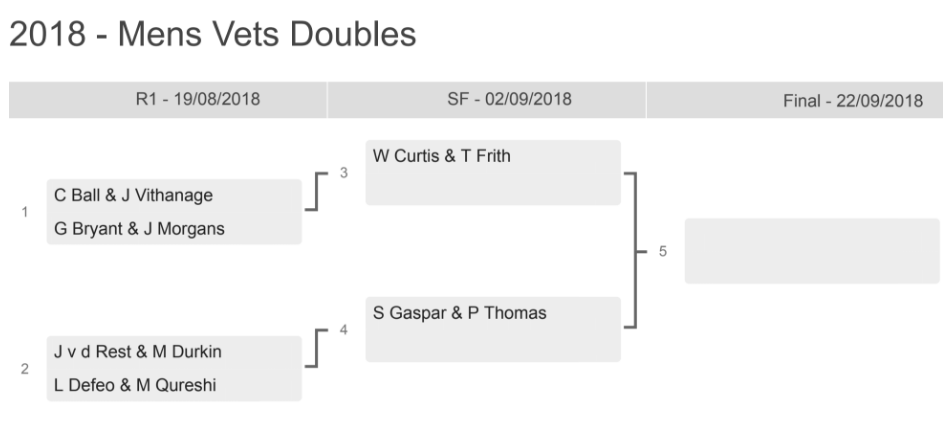 2018 - Mens Vets Doubles
R1 - 19/08/2018
SF - 02/09/2018
Final - 22/09/2018
1
C Ball & J Vithanage
G Bryant & J Morgans
2
J v d Rest & M Durkin
L Defeo & M Qureshi
3
W Curtis & T Frith
4
S Gaspar & P Thomas
5